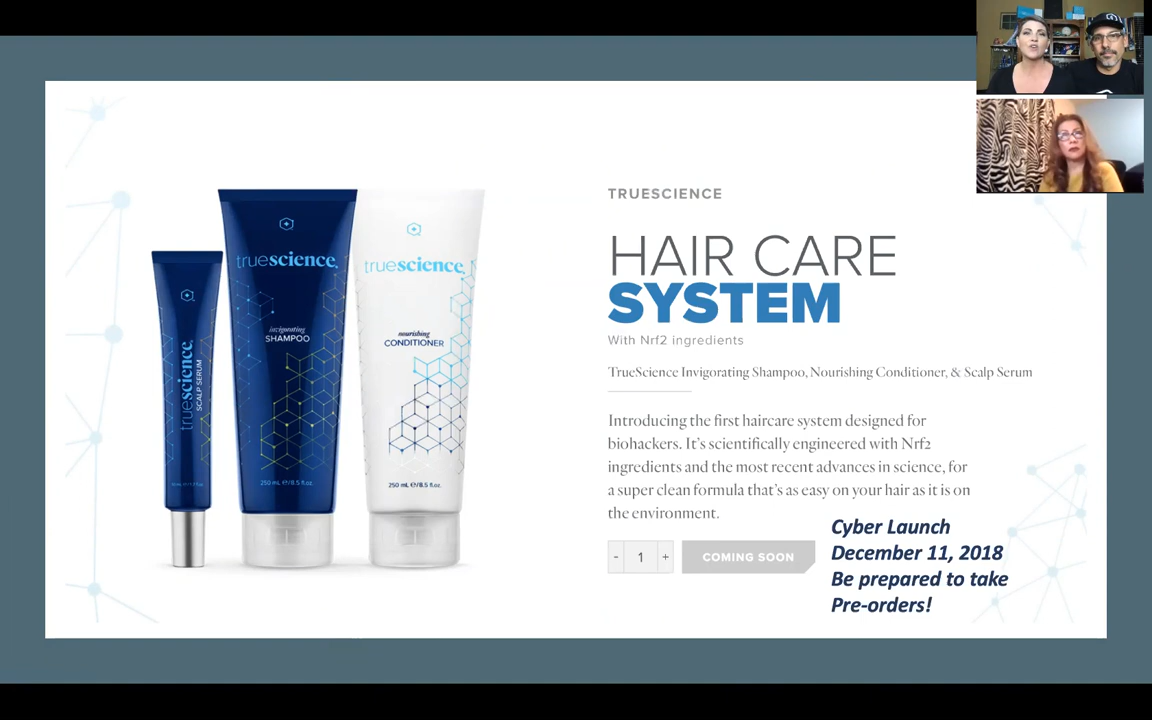 truescience
SCALP SERUM
truescience
invigorating
SHAMPOO
250 mL ℮/8.5 fl.oz.
truescience
nourishing
CONDITIONER
250 mL ℮/8.5 fl.oz.
TRUESCIENCE
HAIR CARE
SYSTEM
With Nrf2 ingredients
TrueScience Invigorating Shampoo, Nourishing Conditioner, & Scalp Serum
Introducing the first haircare system designed for
biohackers. It's scientifically engineered with Nrf2
ingredients and the most recent advances in science, for
a super clean formula that's as easy on your hair as it is on
the environment.
- 1 + COMING SOON
Cyber Launch
December 11, 2018
Be prepared to take
Pre-orders!